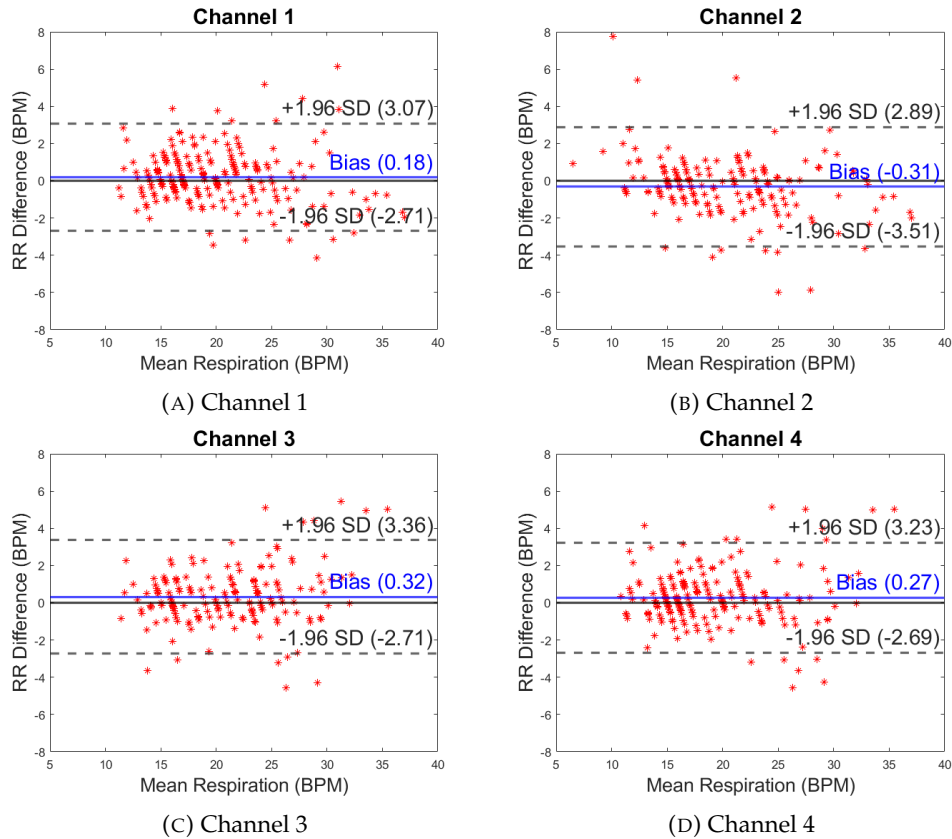 Channel 1
8
6
4
2
0
-2
-4
-6
-8
RR Difference (BPM)
+1.96 SD (3.07)
Bias (0.18)
-1.96 SD (-2.71)
5 10 15 20 25 30 35 40
Mean Respiration (BPM)
(A) Channel 1
Channel 2
8
6
4
2
0
-2
-4
-6
-8
RR Difference (BPM)
+1.96 SD (2.89)
Bias (-0.31)
-1.96 SD (-3.51)
5 10 15 20 25 30 35 40
Mean Respiration (BPM)
(B) Channel 2
Channel 3
8
6
4
2
0
-2
-4
-6
-8
RR Difference (BPM)
+1.96 SD (3.36)
Bias (0.32)
-1.96 SD (-2.71)
5 10 15 20 25 30 35 40
Mean Respiration (BPM)
(C) Channel 3
Channel 4
8
6
4
2
0
-2
-4
-6
-8
RR Difference (BPM)
+1.96 SD (3.23)
Bias (0.27)
-1.96 SD (-2.69)
5 10 15 20 25 30 35 40
Mean Respiration (BPM)
(D) Channel 4